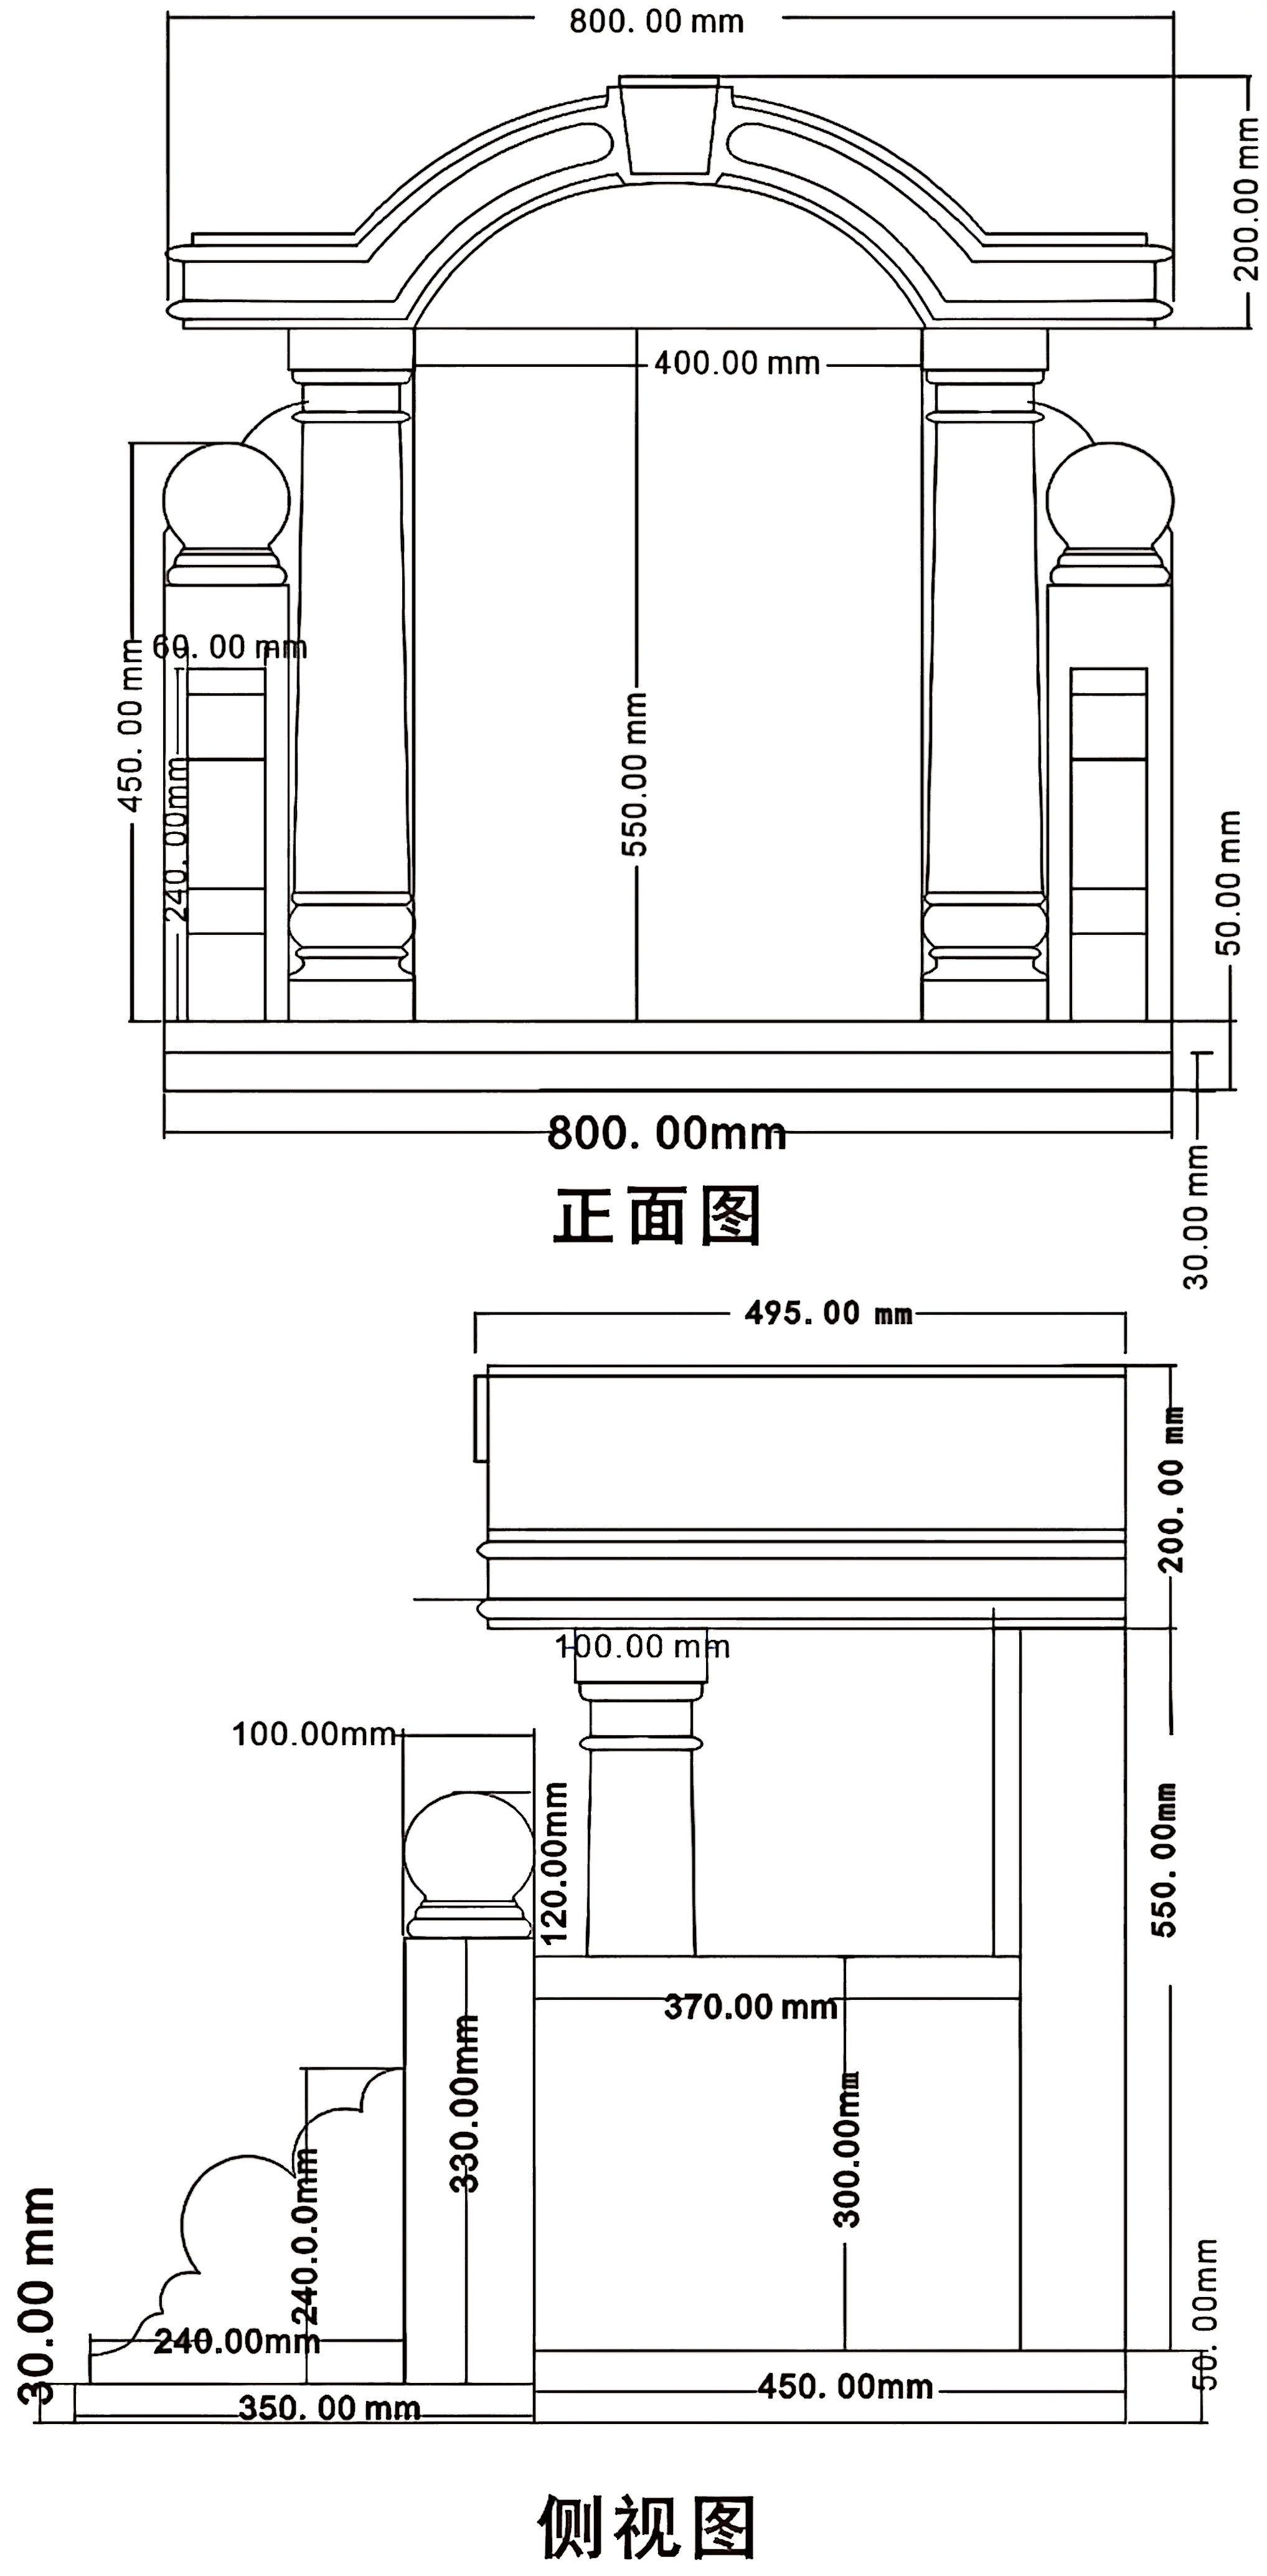 800. 00 mm
200.00 mm
400.00 mm
450. 00 mm
60. 00 mm
240. 00mm
550.00 mm
50.00 mm
30.00 mm
800. 00mm
正面图
495. 00 mm
200. 00 mm
100.00 mm
100.00mm
120.00mm
550. 00mm
370.00 mm
330.00mm
300.00mm
240.0.0mm
240.00mm
30.00 mm
350. 00 mm
450. 00mm
50. 00mm
侧视图